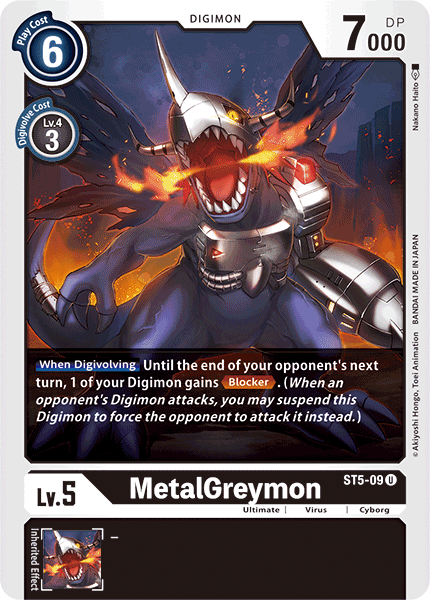 DIGIMON
Play Cost
6
7000
DP
Digivolve Cost
Lv.4
3
Nakano Haito
©Akiyoshi Hongo, Toei Animation BANDAI MADE IN JAPAN
When Digivolving Until the end of your opponent's next
turn, 1 of your Digimon gains Blocker . (When an
opponent's Digimon attacks, you may suspend this
Digimon to force the opponent to attack it instead.)
ST5-09 U
Lv.5
MetalGreymon
Ultimate | Virus | Cyborg
Inherited Effect
–